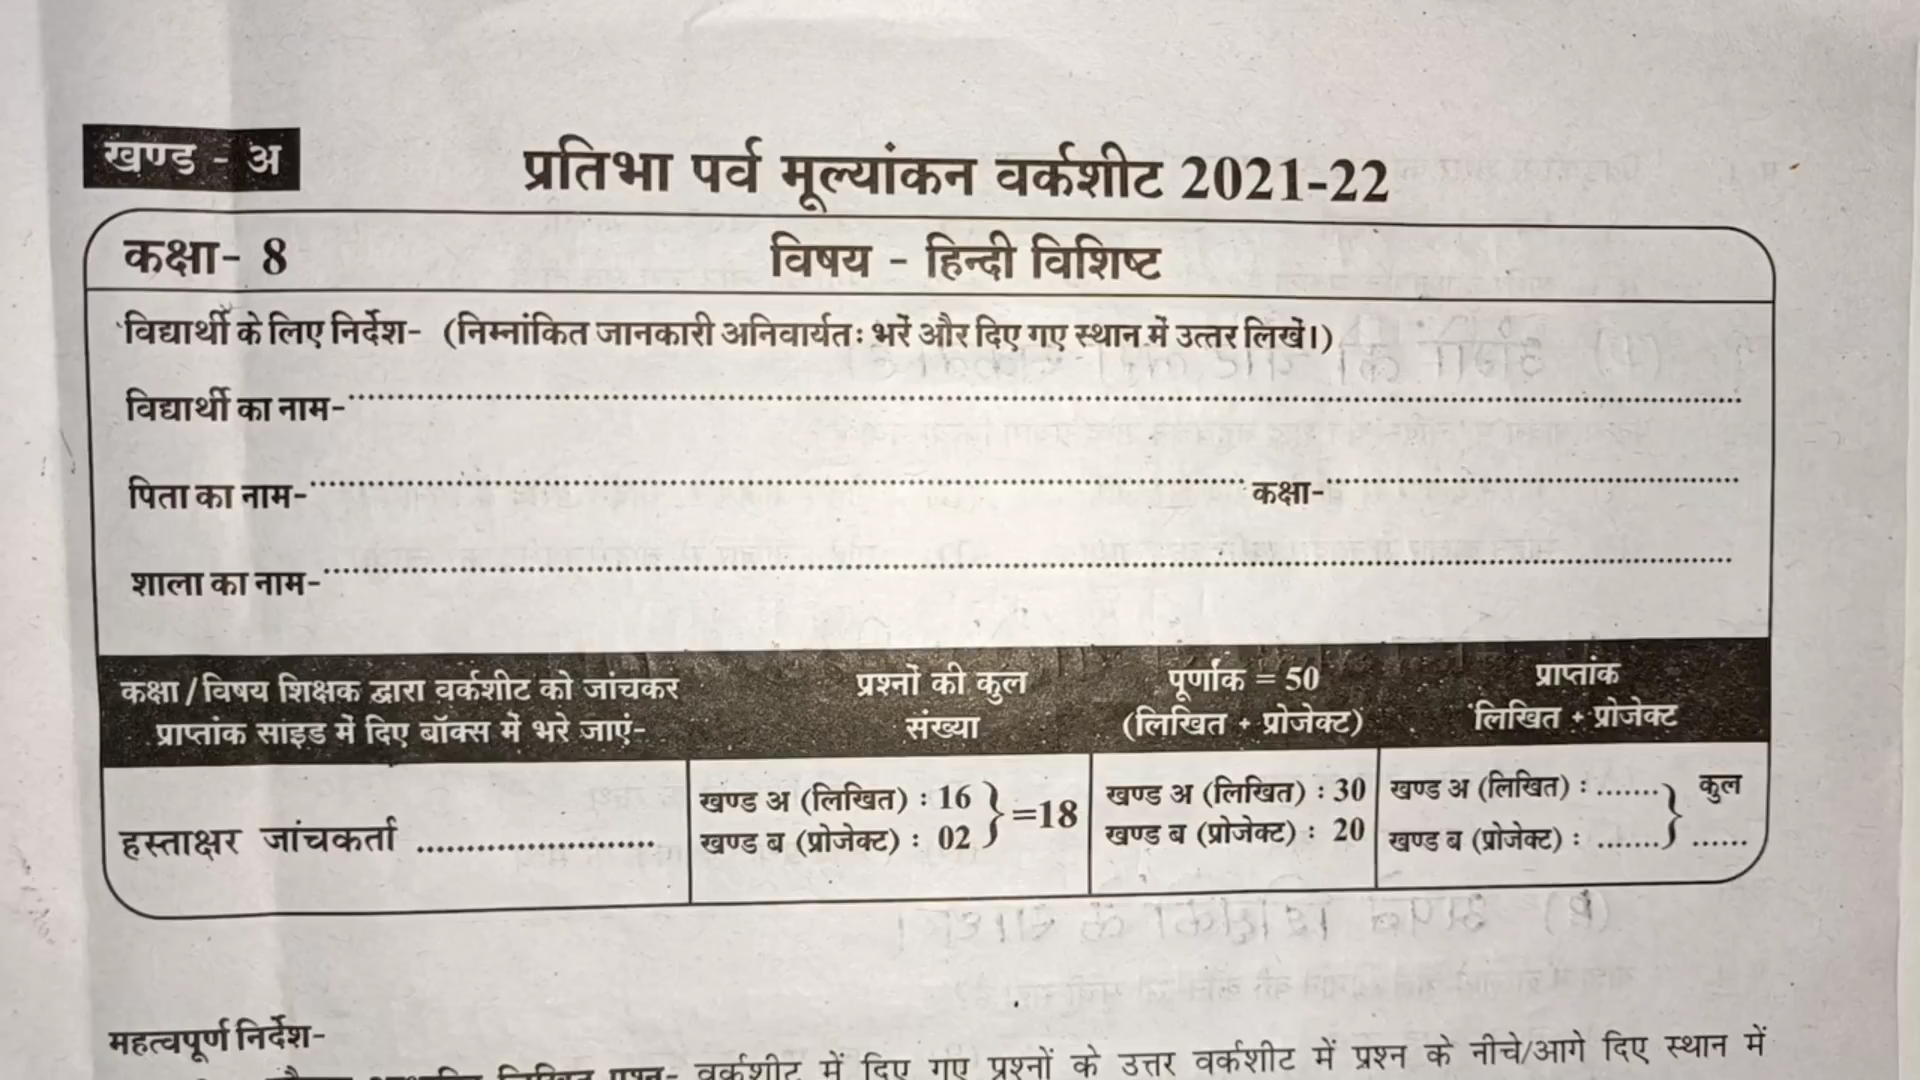 खण्ड - अ
प्रतिभा पर्व मूल्यांकन वर्कशीट 2021-22
कक्षा- 8 विषय - हिन्दी विशिष्ट
विद्यार्थी के लिए निर्देश- (निम्नांकित जानकारी अनिवार्यतः भरें और दिए गए स्थान में उत्तर लिखें।)
विद्यार्थी का नाम-
पिता का नाम- कक्षा-
शाला का नाम-
कक्षा / विषय शिक्षक द्वारा वर्कशीट को जांचकर
प्राप्तांक साइड में दिए बॉक्स में भरे जाएं-
प्रश्नों की कुल
संख्या
पूर्णांक = 50
(लिखित + प्रोजेक्ट)
प्राप्तांक
लिखित + प्रोजेक्ट
हस्ताक्षर जांचकर्ता ........................
खण्ड अ (लिखित) : 16
खण्ड ब (प्रोजेक्ट) : 02
} =18
खण्ड अ (लिखित) : 30
खण्ड ब (प्रोजेक्ट) : 20
खण्ड अ (लिखित) : .......
खण्ड ब (प्रोजेक्ट) : .......
} कुल
......
महत्वपूर्ण निर्देश-
लिखित प्रश्न- वर्कशीट में दिए गए प्रश्नों के उत्तर वर्कशीट में प्रश्न के नीचे/आगे दिए स्थान में